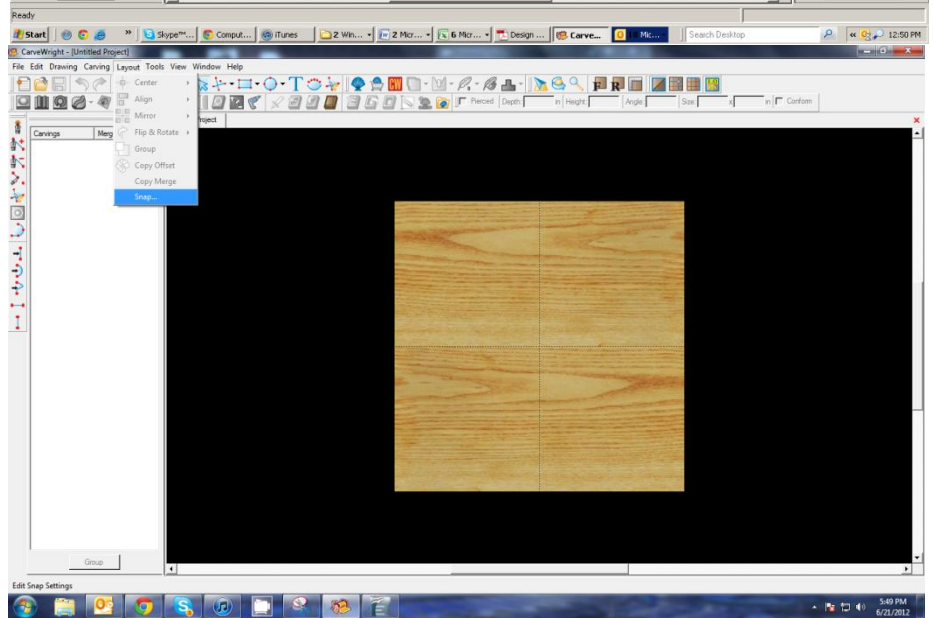 Ready
Start » Skype™... Comput... iTunes 2 Win... 2 Micr... 6 Micr... Design ... Carve... Mic... Search Desktop « 12:50 PM
CarveWright - [Untitled Project]
File Edit Drawing Carving Layout Tools View Window Help
Center
T CW R R
Align
Pierced Depth: in Height: Angle: Size: x in Conform
Mirror
Project
Carvings Merg
Flip & Rotate
Group
Copy Offset
Copy Merge
Snap...
Group
Edit Snap Settings
5:49 PM
6/21/2012